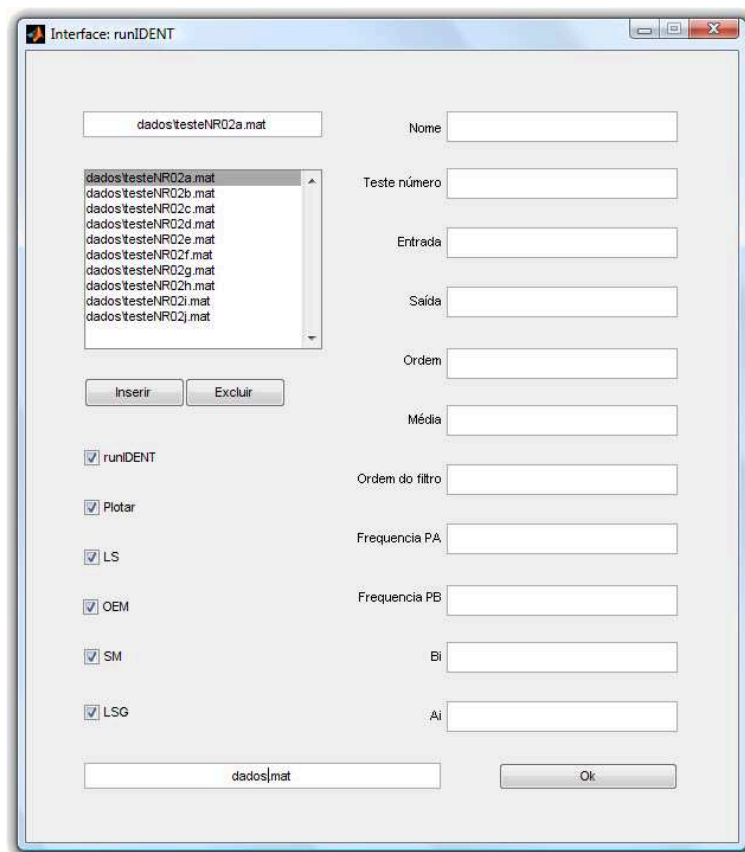 Interface: runIDENT
dados\testeNR02a.mat
dados\testeNR02a.mat
dados\testeNR02b.mat
dados\testeNR02c.mat
dados\testeNR02d.mat
dados\testeNR02e.mat
dados\testeNR02f.mat
dados\testeNR02g.mat
dados\testeNR02h.mat
dados\testeNR02i.mat
dados\testeNR02j.mat
Inserir
Excluir
runIDENT
Plotar
LS
OEM
SM
LSG
dados.mat
Nome
Teste número
Entrada
Saída
Ordem
Média
Ordem do filtro
Frequencia PA
Frequencia PB
Bi
Ai
Ok